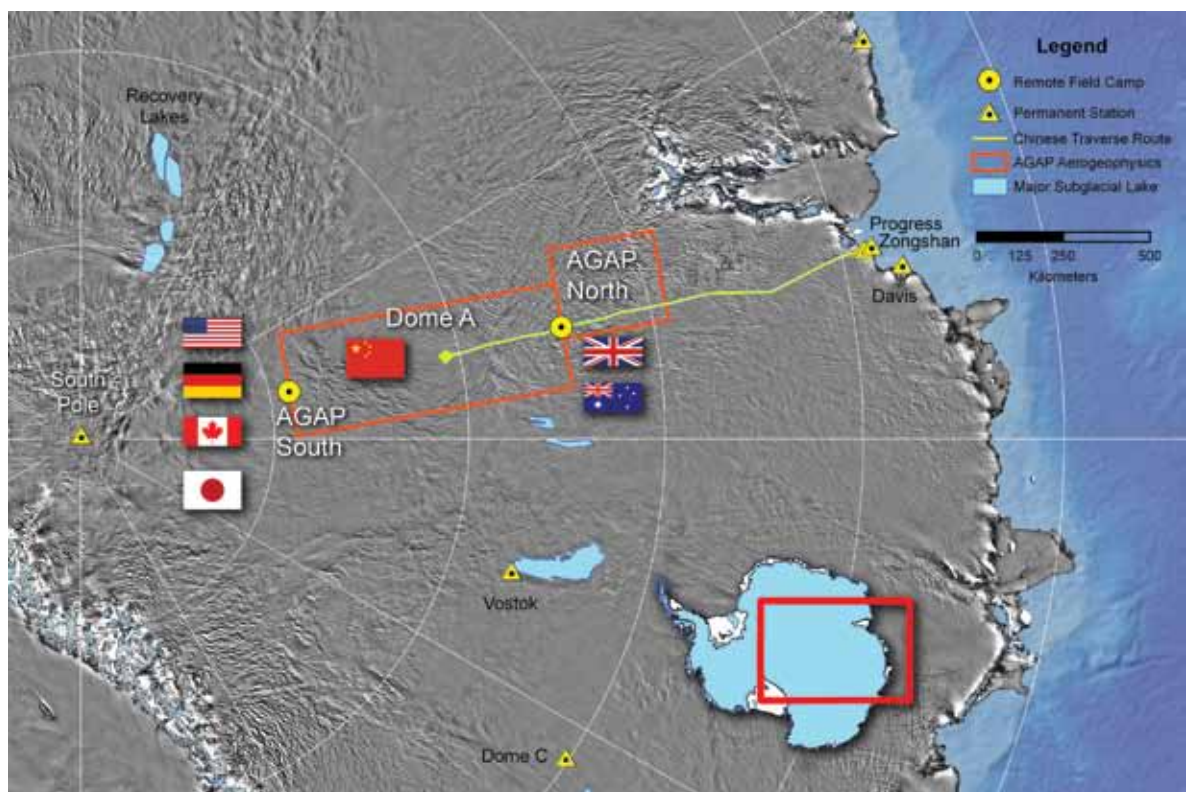 Legend
Remote Field Camp
Permanent Station
Chinese Traverse Route
AGAP Aerogeophysics
Major Subglacial Lake
0 125 250 500
Kilometers
Recovery
Lakes
Progress
Zongshan
Davis
AGAP
North
Dome A
South
Pole
AGAP
South
Vostok
Dome C